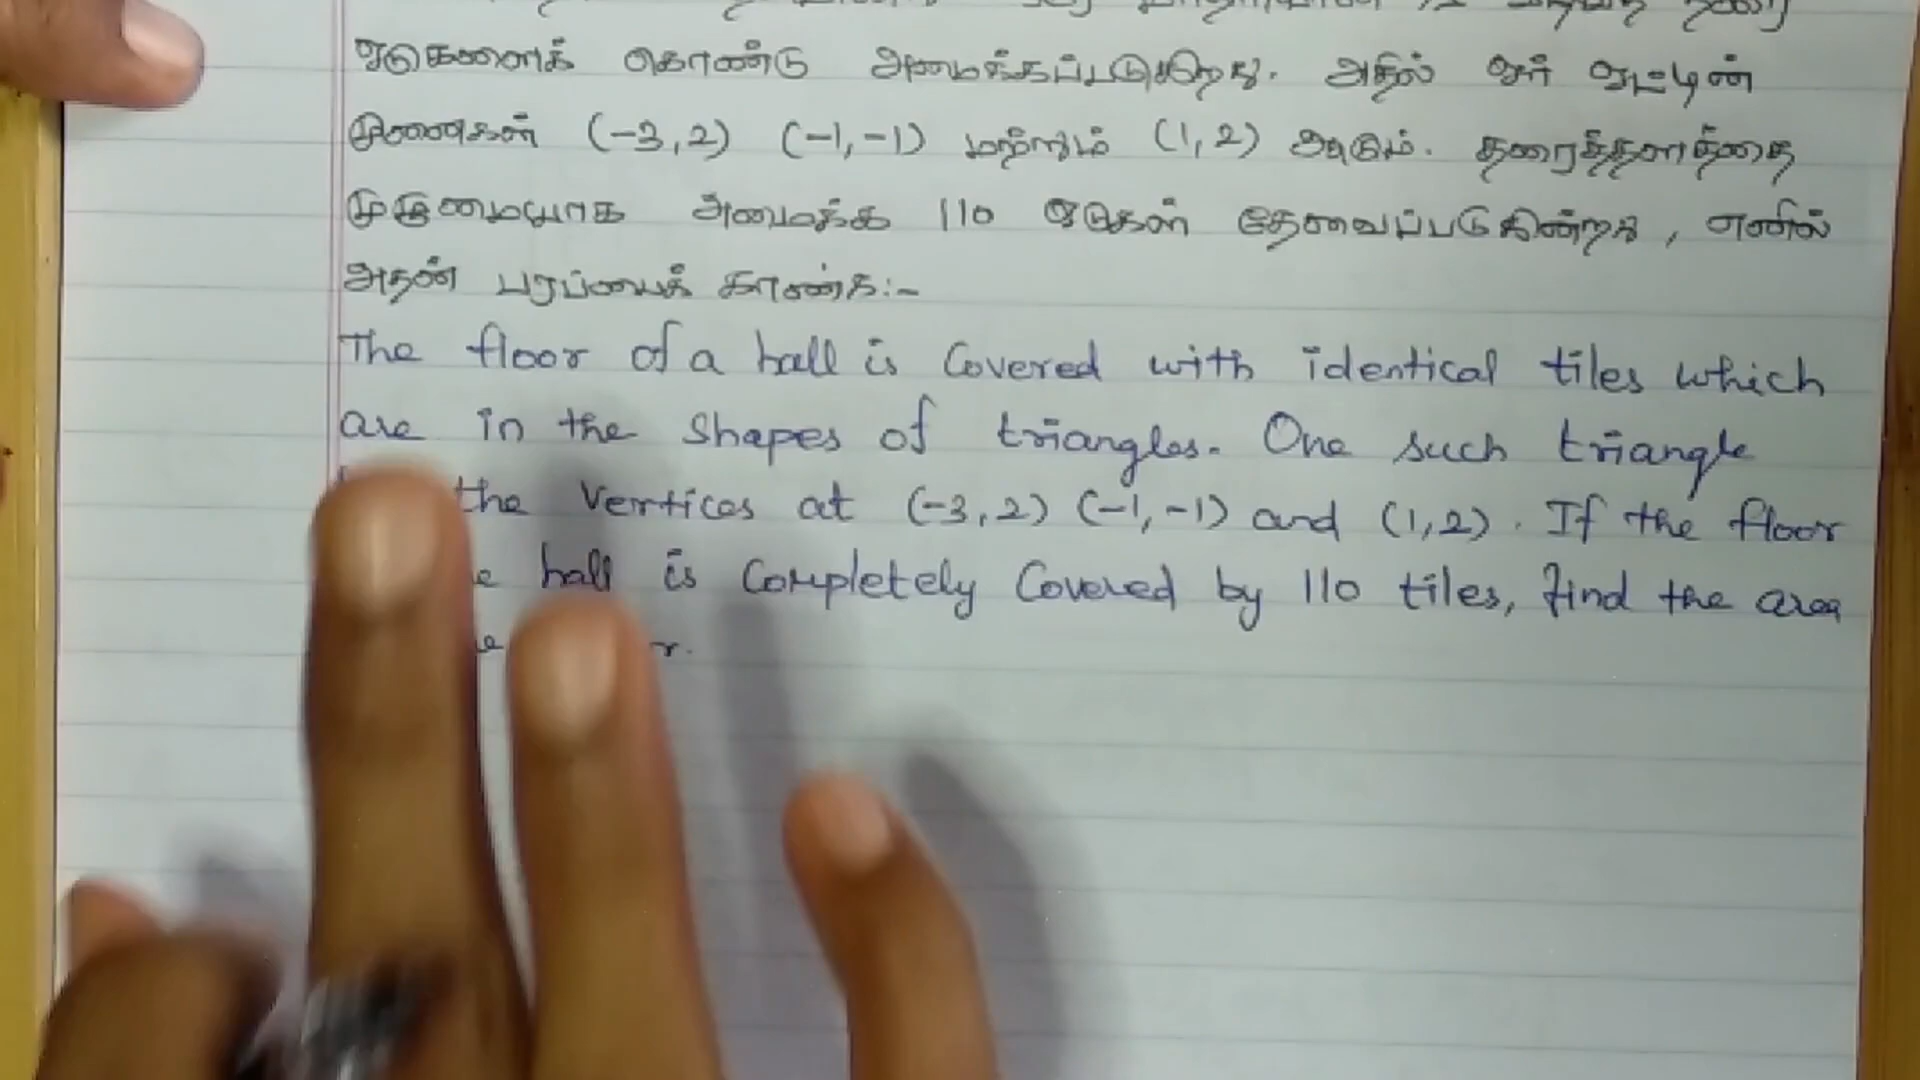 ஓடுகளைக் கொண்டு அமைக்கப்படுகிறது. அதில் ஓர் ஓட்டின்
முனைகள் (-3,2) (-1,-1) மற்றும் (1,2) ஆகும். தரைத்தளத்தை
முழுமையாக அமைக்க 110 ஓடுகள் தேவைப்படுகின்றது, எனில்
அதன் பரப்பைக் காண்க:-
The floor of a hall is Covered with identical tiles which
are in the Shapes of triangles. One such triangle
the Vertices at (-3,2) (-1,-1) and (1,2). If the floor
hall is Completely Covered by 110 tiles, find the area